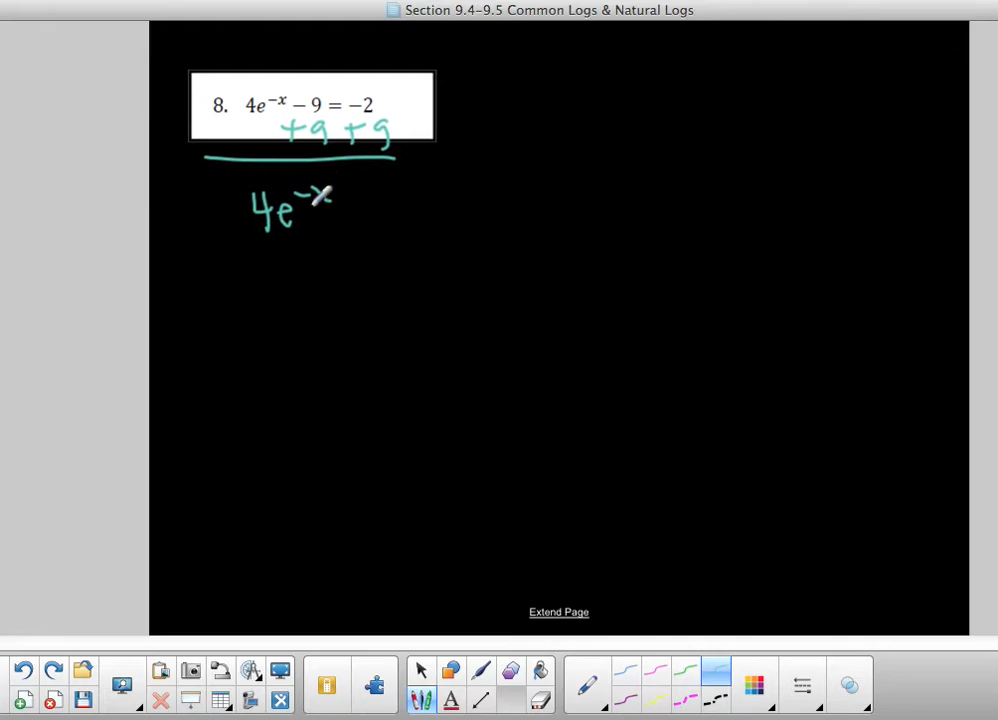 Section 9.4-9.5 Common Logs & Natural Logs
8. 4e⁻ˣ − 9 = −2
+9 +9
4e⁻ˣ
Extend Page